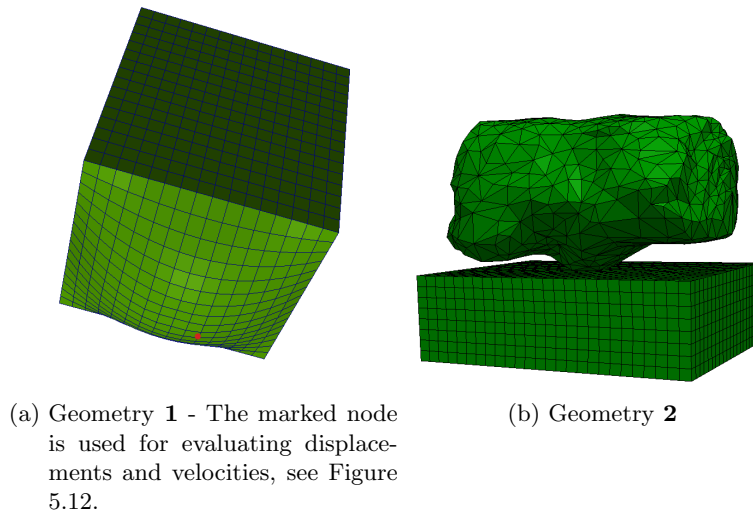 (a) Geometry 1 - The marked node
is used for evaluating displace-
ments and velocities, see Figure
5.12.
(b) Geometry 2